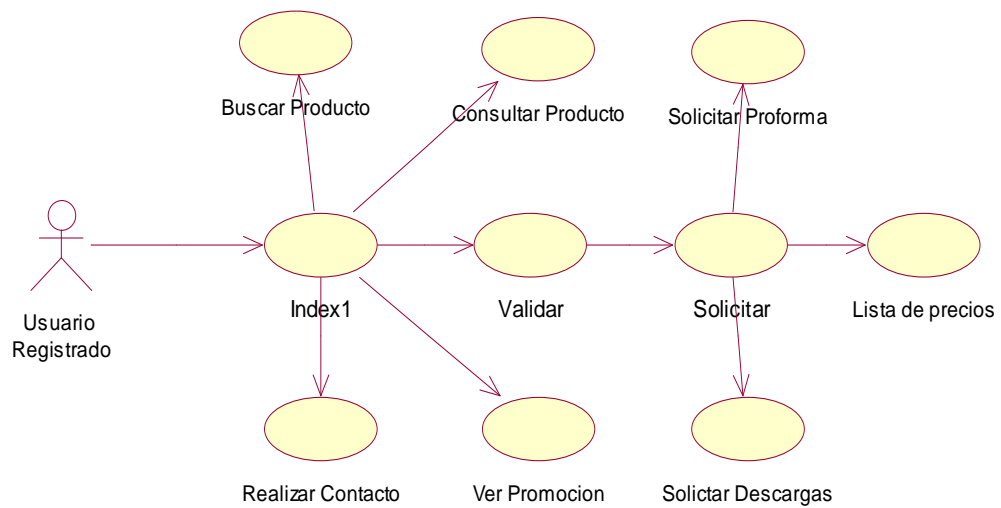 Buscar Producto
Consultar Producto
Solicitar Proforma
Usuario
Registrado
Index1
Validar
Solicitar
Lista de precios
Realizar Contacto
Ver Promocion
Solictar Descargas